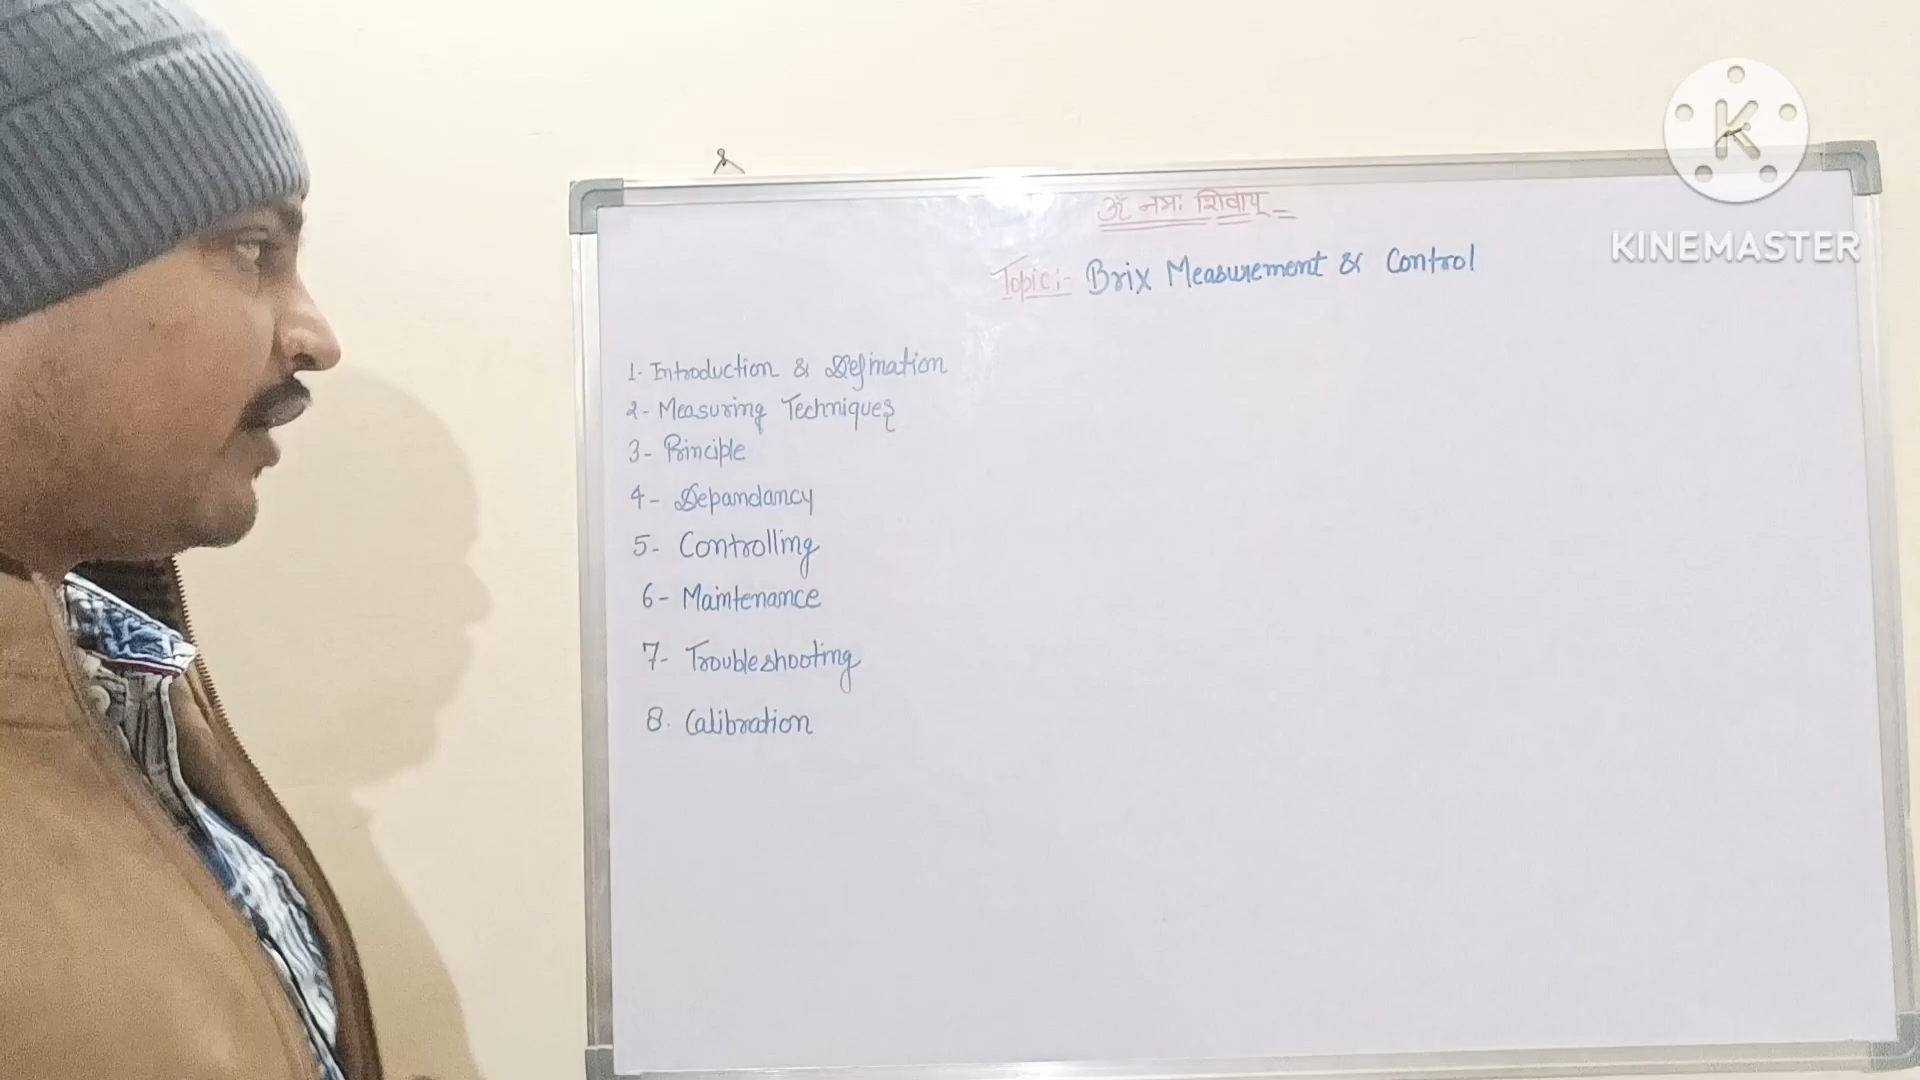 ॐ नमः शिवाय
Topic:- Brix Measurement & Control
1- Introduction & Defination
2- Measuring Techniques
3- Principle
4- Depandancy
5- Controlling
6- Maintenance
7- Troubleshooting
8. Calibration
K
KINEMASTER